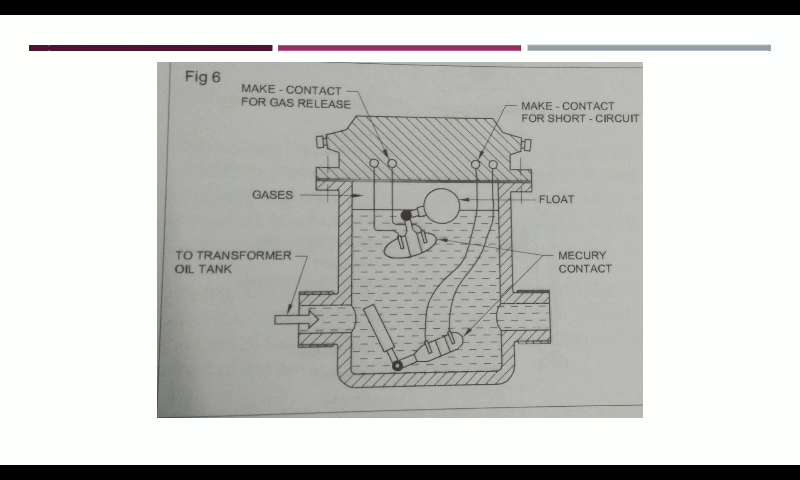 Fig 6
MAKE - CONTACT
FOR GAS RELEASE
MAKE - CONTACT
FOR SHORT - CIRCUIT
GASES
FLOAT
TO TRANSFORMER
OIL TANK
MECURY
CONTACT